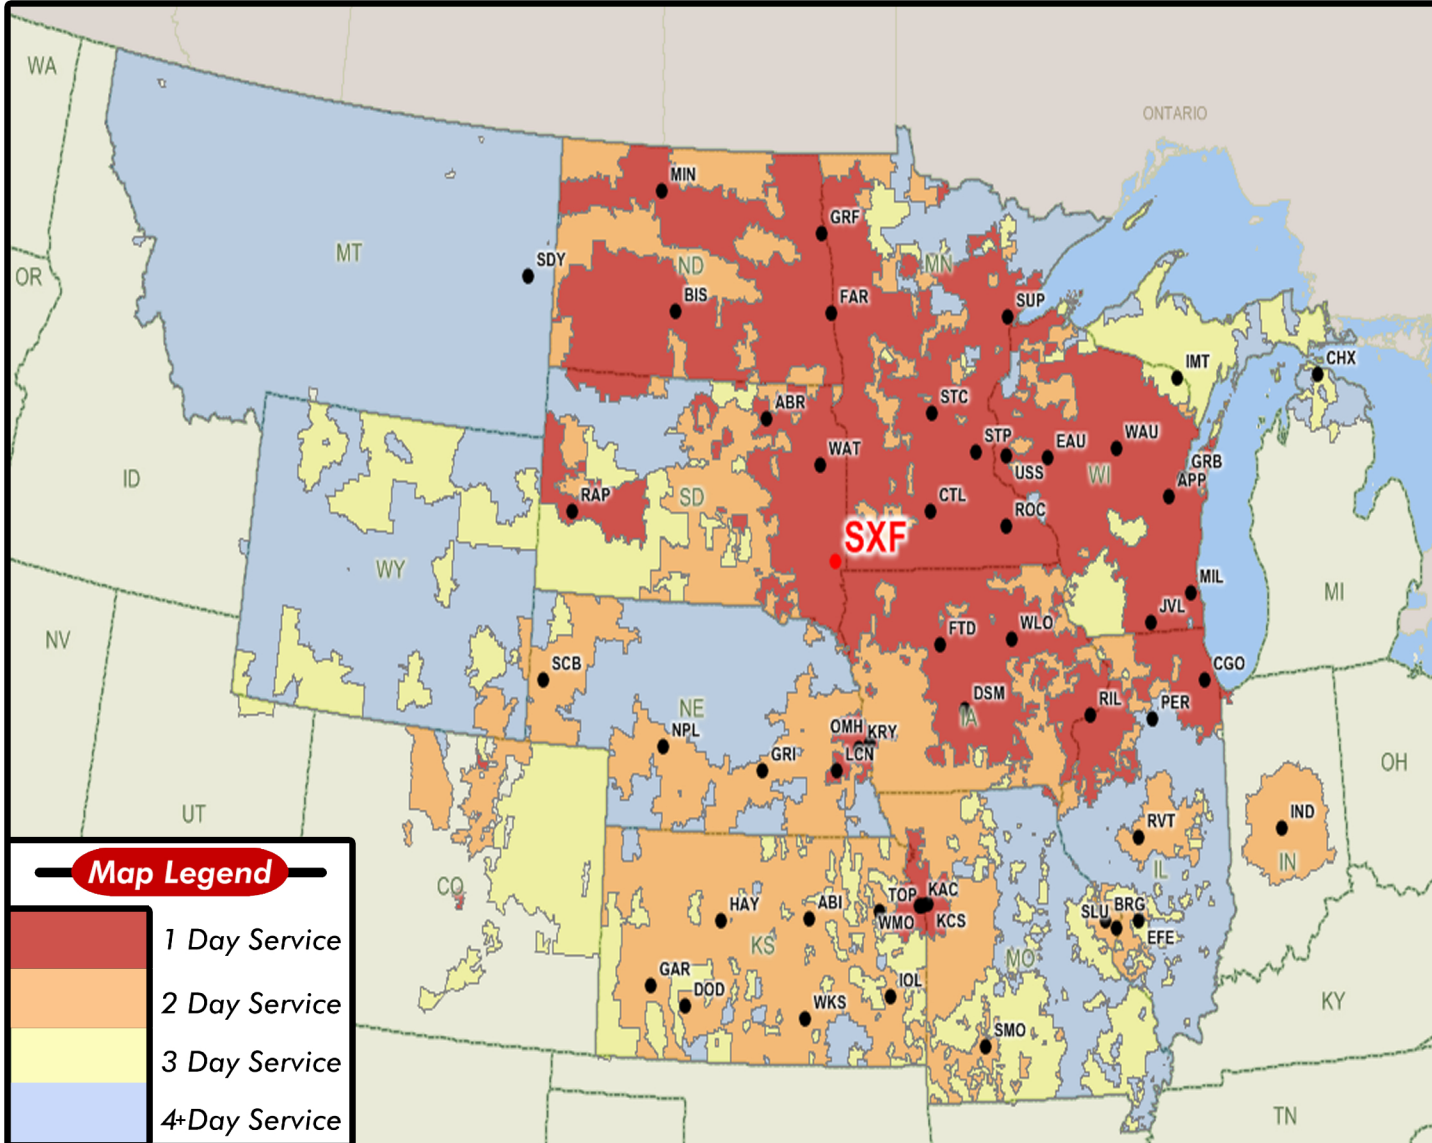 WA
ONTARIO
MIN
GRF
MT
SDY
ND
MN
OR
BIS
FAR
SUP
IMT
CHX
ABR
STC
STP
EAU
WAU
WAT
USS
WI
GRB
APP
ID
RAP
SD
CTL
ROC
SXF
WY
MIL
MI
JVL
NV
FTD
WLO
SCB
CGO
DSM
RIL
PER
NE
IA
NPL
OMH
KRY
GRI
LCN
OH
UT
RVT
IND
IN
IL
CO
HAY
ABI
TOP
KAC
WMO
KCS
SLU
BRG
EFE
KS
MO
GAR
DOD
IOL
WKS
KY
SMO
TN
Map Legend
1 Day Service
2 Day Service
3 Day Service
4+Day Service